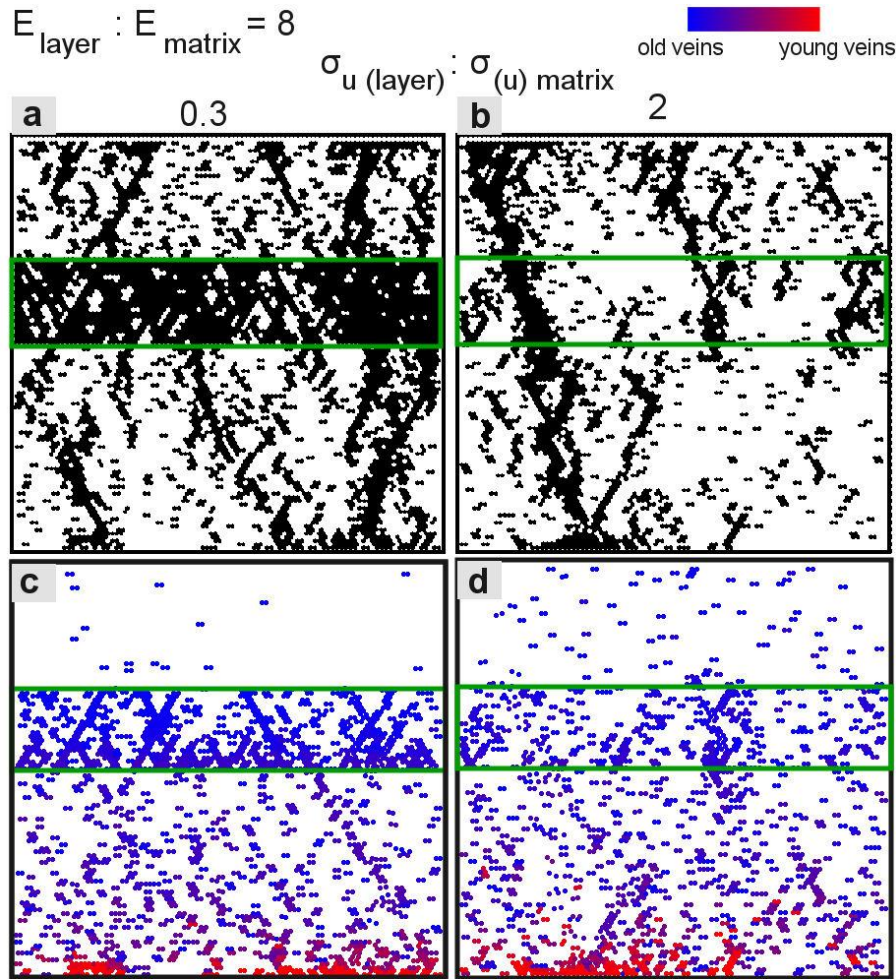 E layer : E matrix = 8
old veins young veins
σ u (layer) : σ (u) matrix
a 0.3 b 2
c d